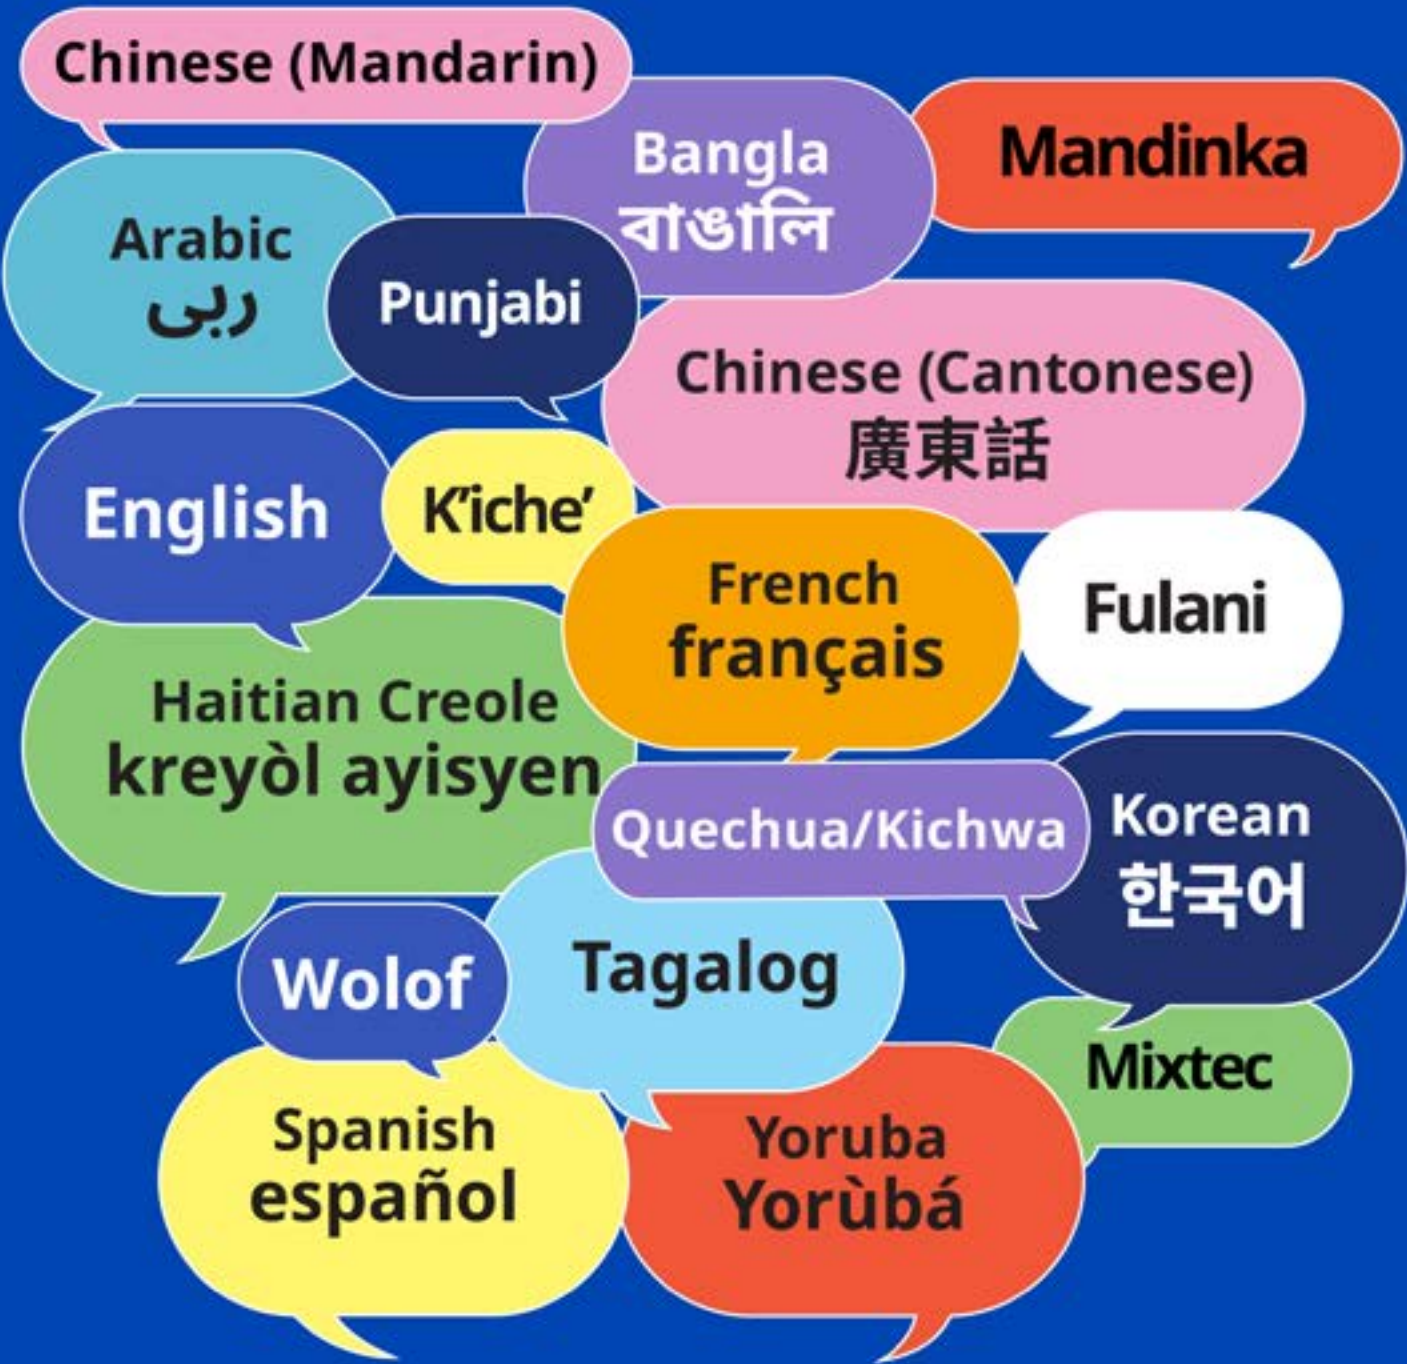 Chinese (Mandarin)
Bangla
বাঙালি
Mandinka
Arabic
ربی
Punjabi
Chinese (Cantonese)
廣東話
English
K'iche'
French
français
Fulani
Haitian Creole
kreyòl ayisyen
Quechua/Kichwa
Korean
한국어
Wolof
Tagalog
Mixtec
Spanish
español
Yoruba
Yorùbá